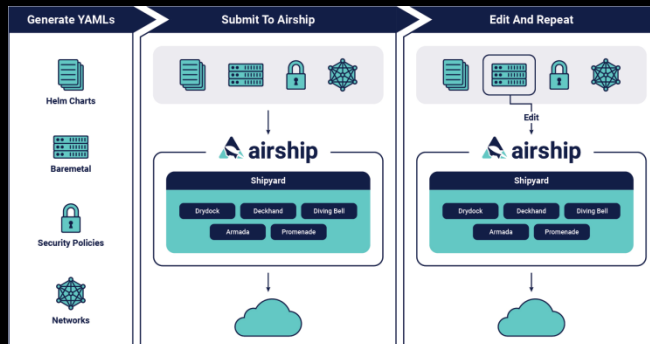 Generate YAMLs
Helm Charts
Baremetal
Security Policies
Networks
Submit To Airship
airship
Shipyard
Drydock Deckhand Diving Bell
Armada Promenade
Edit And Repeat
Edit
airship
Shipyard
Drydock Deckhand Diving Bell
Armada Promenade